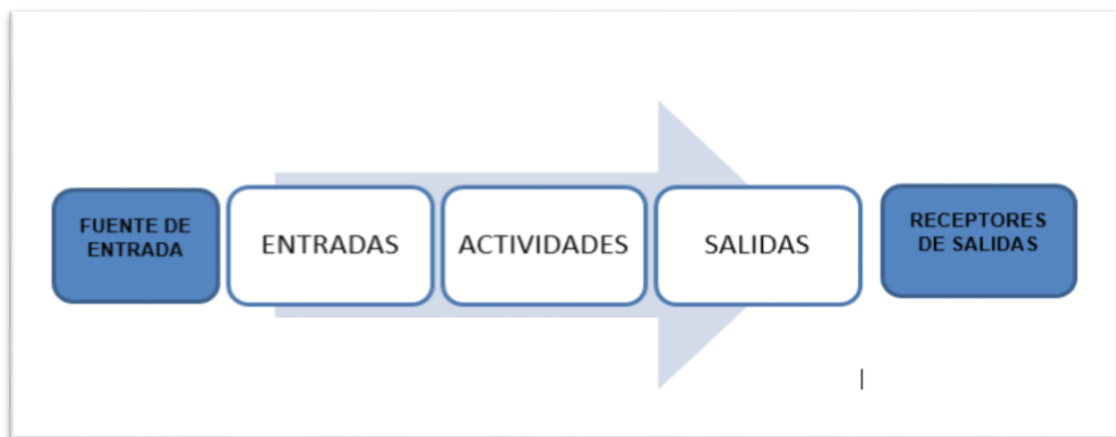 FUENTE DE
ENTRADA
ENTRADAS
ACTIVIDADES
SALIDAS
RECEPTORES
DE SALIDAS